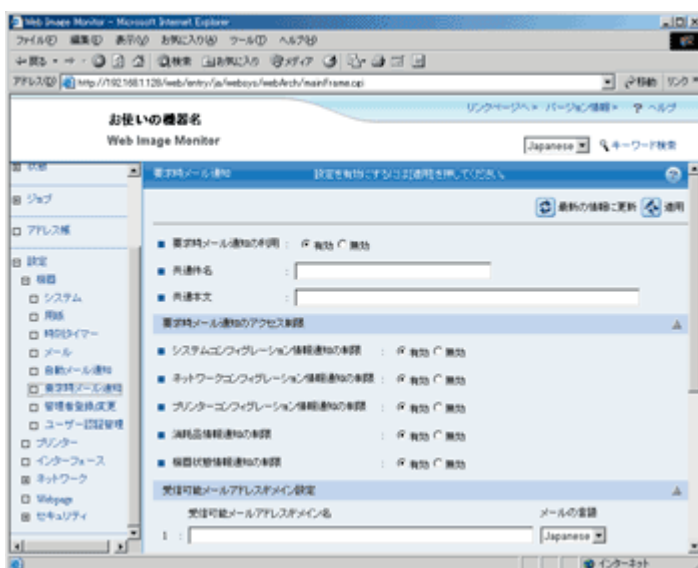 Web Image Monitor - Microsoft Internet Explorer
ファイル(F) 編集(E) 表示(V) お気に入り(A) ツール(T) ヘルプ(H)
戻る 検索 お気に入り メディア
アドレス(D) http://192.168.1.128/web/entry/ja/websys/webArch/mainFrame.cgi 移動 リンク »
お使いの機器名
Web Image Monitor
リンクページへ バージョン情報 ? ヘルプ
Japanese キーワード検索
状態
ジョブ
アドレス帳
設定
機器
システム
用紙
時刻タイマー
メール
自動メール通知
要求時メール通知
管理者登録/変更
ユーザー認証管理
プリンター
インターフェース
ネットワーク
Webpage
セキュリティ
要求時メール通知 設定を有効にするには[適用]を押してください。
最新の情報に更新 適用
要求時メール通知の利用 : 有効 無効
共通件名 :
共通本文 :
要求時メール通知のアクセス制限
システムコンフィグレーション情報通知の制限 : 有効 無効
ネットワークコンフィグレーション情報通知の制限 : 有効 無効
プリンターコンフィグレーション情報通知の制限 : 有効 無効
消耗品情報通知の制限 : 有効 無効
機器状態情報通知の制限 : 有効 無効
受信可能メールアドレス/ドメイン設定
受信可能メールアドレス/ドメイン名 メールの言語
1 : Japanese
インターネット